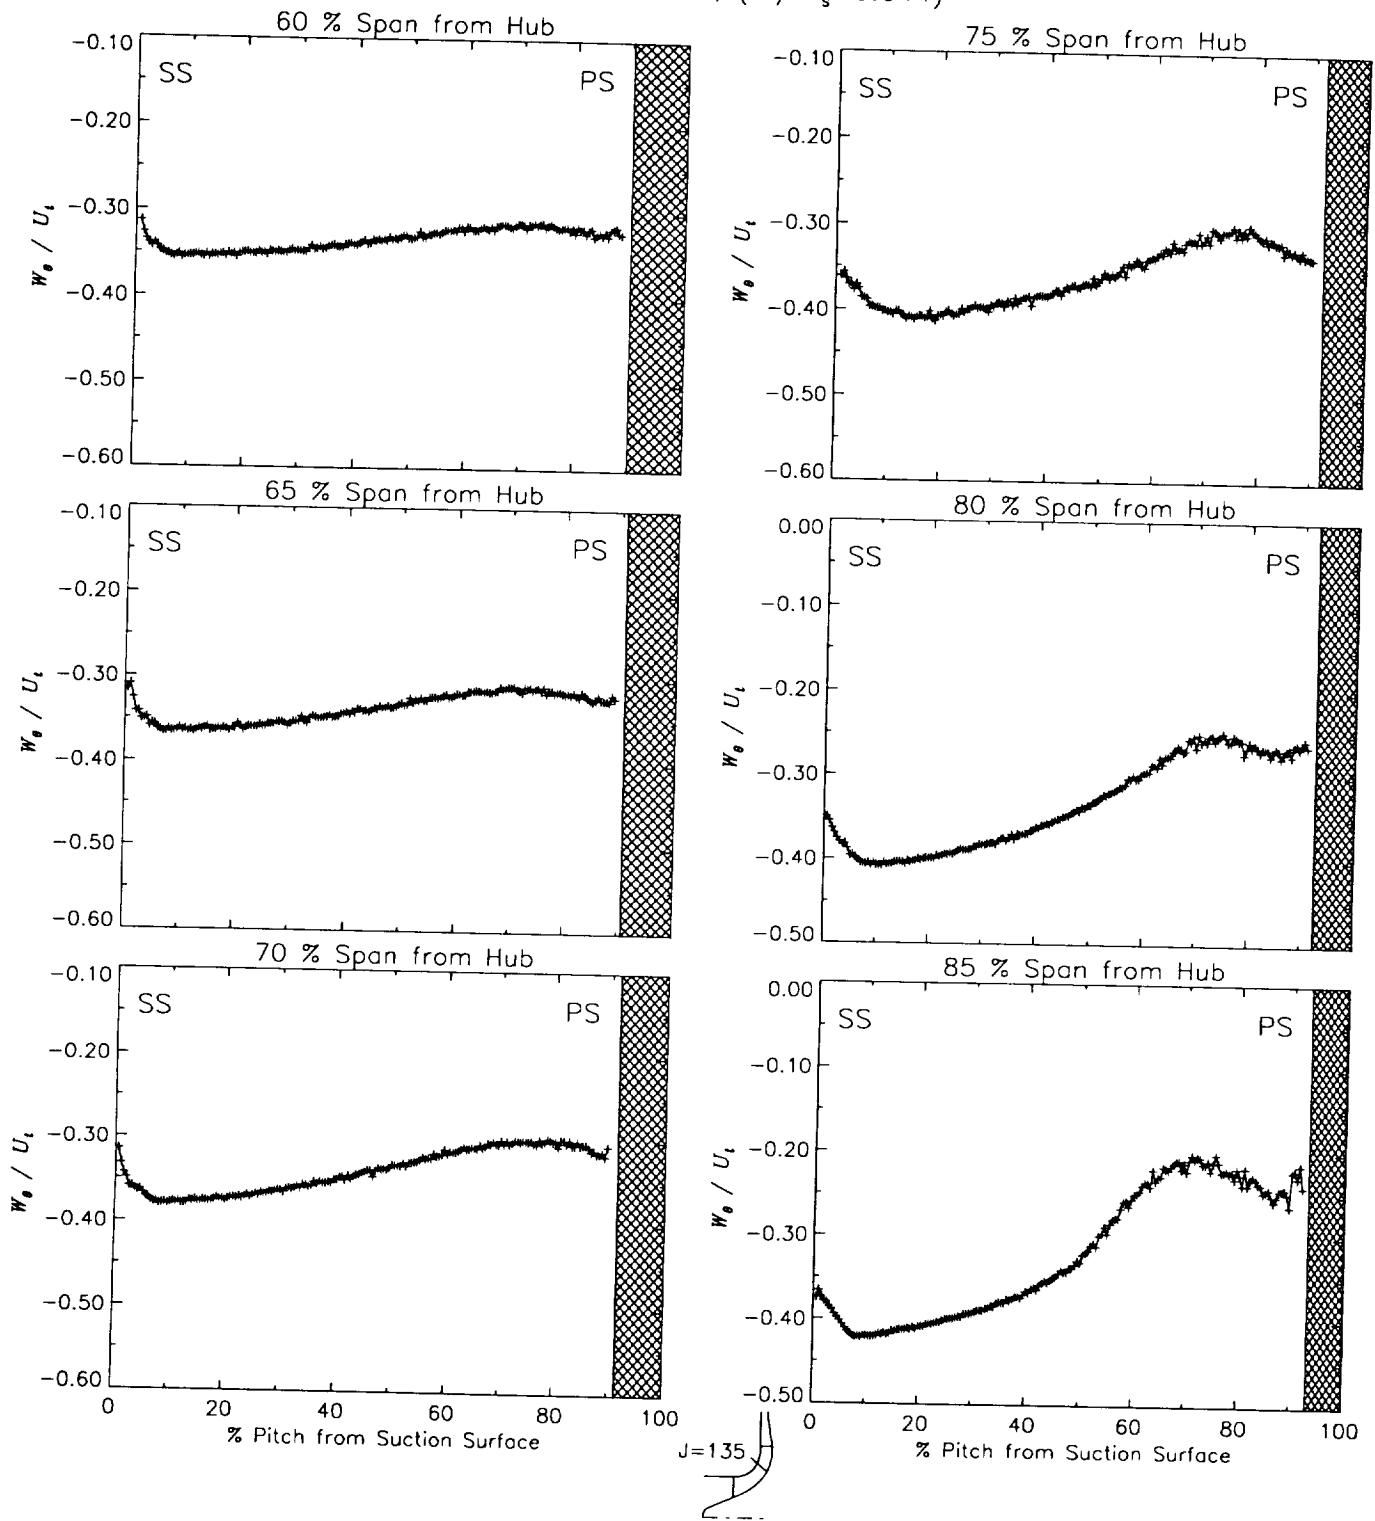 60 % Span from Hub
-0.10
-0.20
-0.30
-0.40
-0.50
-0.60
W_θ / U_t
SS
PS
65 % Span from Hub
-0.10
-0.20
-0.30
-0.40
-0.50
-0.60
W_θ / U_t
SS
PS
70 % Span from Hub
-0.10
-0.20
-0.30
-0.40
-0.50
-0.60
W_θ / U_t
SS
PS
0 20 40 60 80 100
% Pitch from Suction Surface
75 % Span from Hub
-0.10
-0.20
-0.30
-0.40
-0.50
-0.60
W_θ / U_t
SS
PS
80 % Span from Hub
0.00
-0.10
-0.20
-0.30
-0.40
-0.50
W_θ / U_t
SS
PS
85 % Span from Hub
0.00
-0.10
-0.20
-0.30
-0.40
-0.50
W_θ / U_t
SS
PS
0 20 40 60 80 100
% Pitch from Suction Surface
J=135